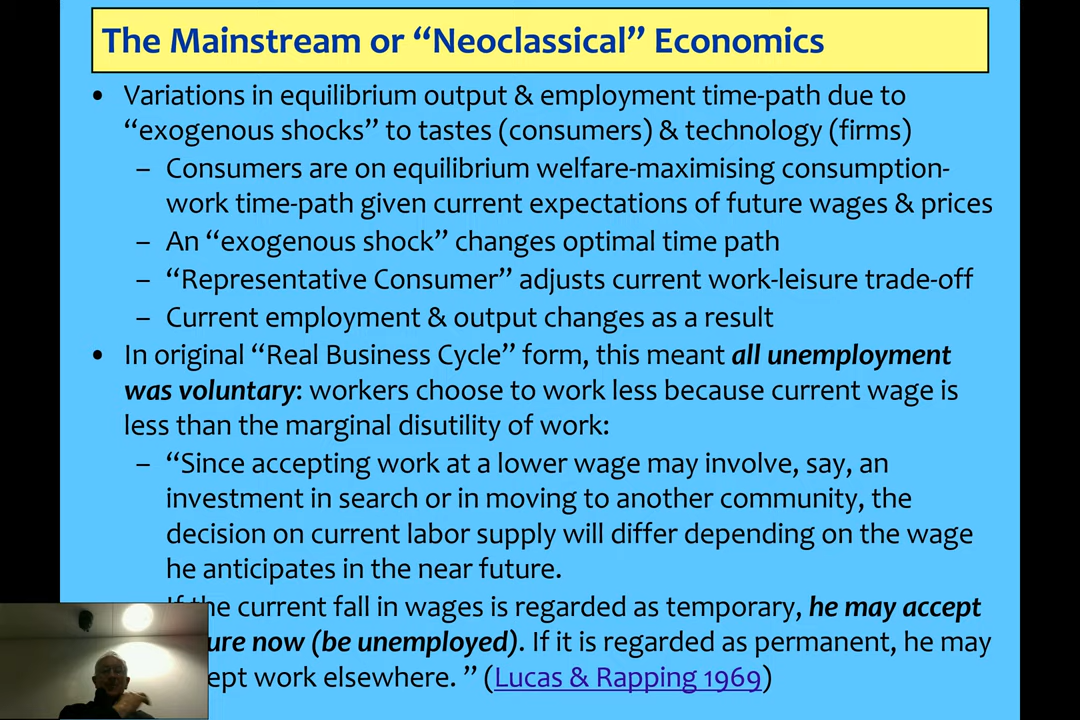 The Mainstream or “Neoclassical” Economics
• Variations in equilibrium output & employment time-path due to
“exogenous shocks” to tastes (consumers) & technology (firms)
– Consumers are on equilibrium welfare-maximising consumption-
work time-path given current expectations of future wages & prices
– An “exogenous shock” changes optimal time path
– “Representative Consumer” adjusts current work-leisure trade-off
– Current employment & output changes as a result
• In original “Real Business Cycle” form, this meant all unemployment
was voluntary: workers choose to work less because current wage is
less than the marginal disutility of work:
– “Since accepting work at a lower wage may involve, say, an
investment in search or in moving to another community, the
decision on current labor supply will differ depending on the wage
he anticipates in the near future.
If the current fall in wages is regarded as temporary, he may accept
ure now (be unemployed). If it is regarded as permanent, he may
ept work elsewhere. ” (Lucas & Rapping 1969)